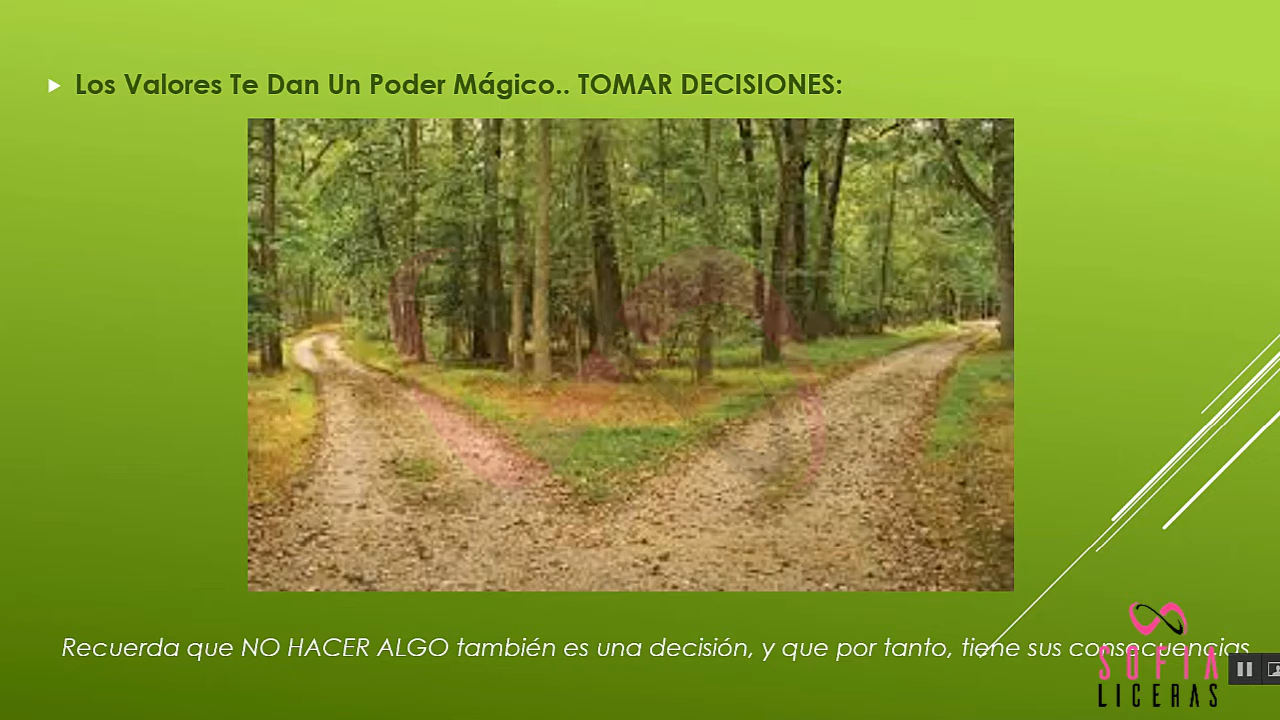 Los Valores Te Dan Un Poder Mágico.. TOMAR DECISIONES:
Recuerda que NO HACER ALGO también es una decisión, y que por tanto, tiene sus consecuencias
SOFIA
LICERAS